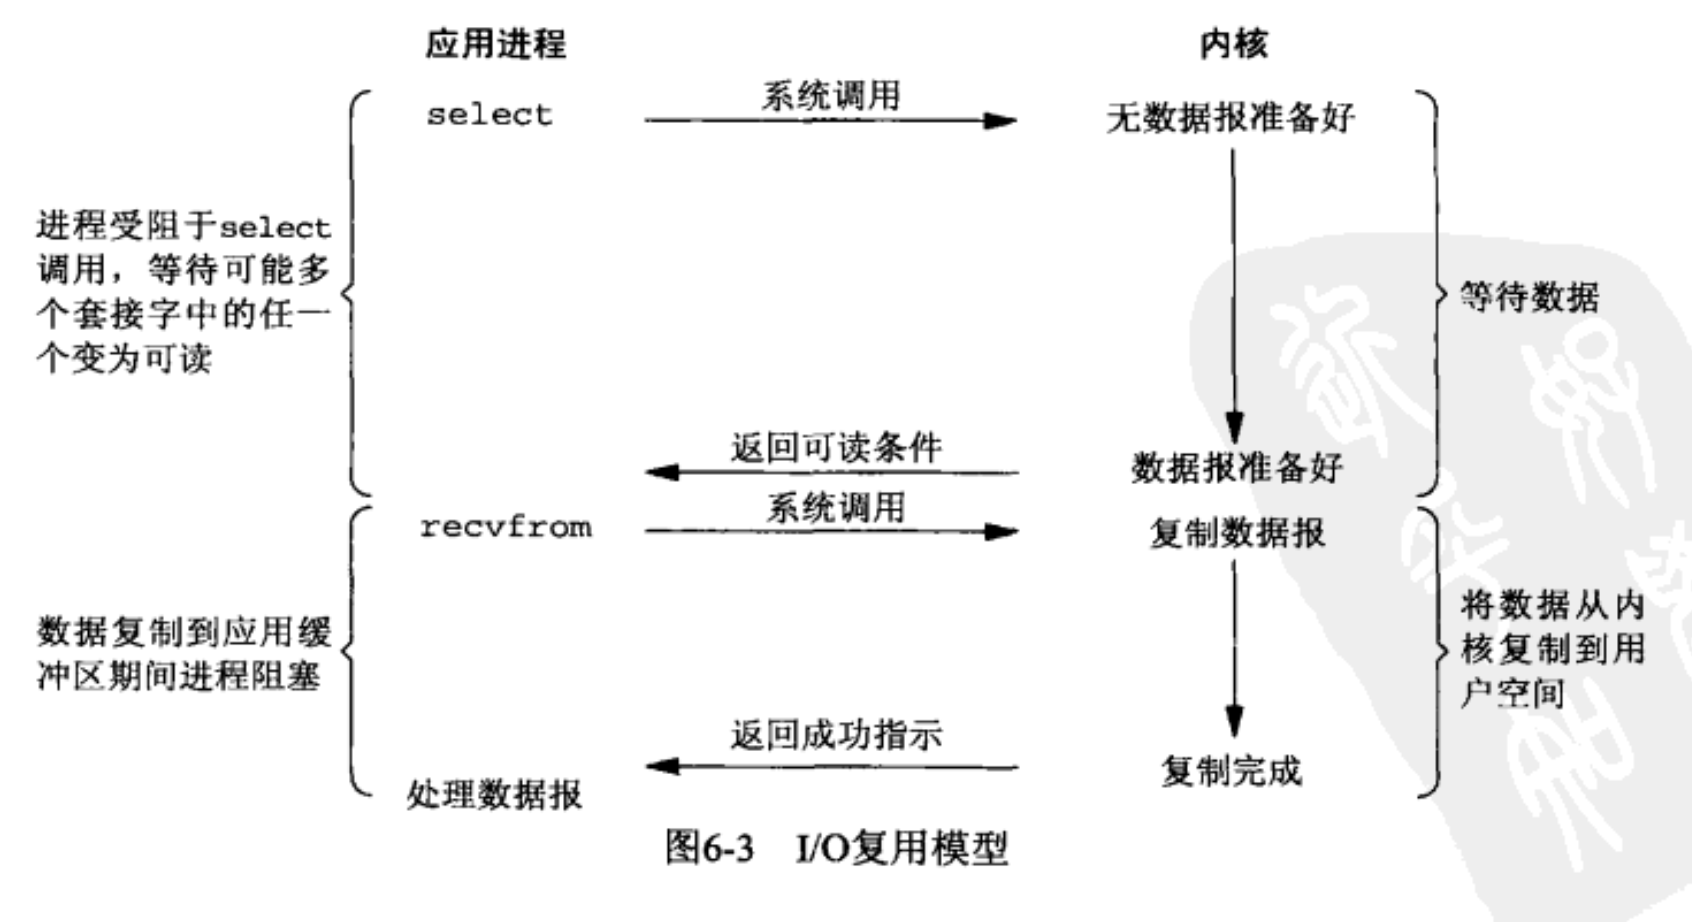 应用进程
内核
select
系统调用
无数据报准备好
进程受阻于select
调用，等待可能多
个套接字中的任一
个变为可读
等待数据
返回可读条件
数据报准备好
recvfrom
系统调用
复制数据报
数据复制到应用缓
冲区期间进程阻塞
将数据从内
核复制到用
户空间
返回成功指示
复制完成
处理数据报
图6-3 I/O复用模型